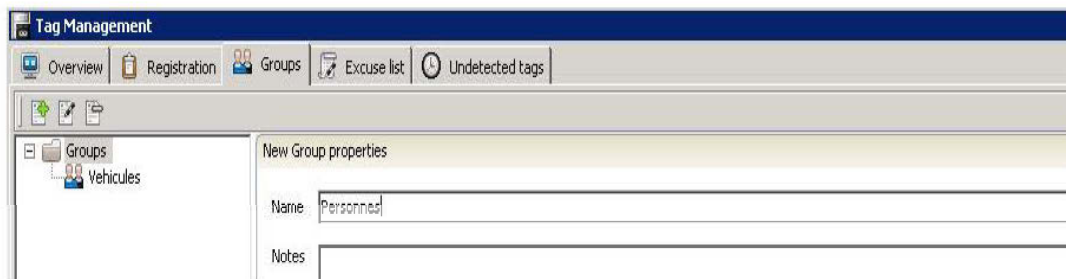 Tag Management
Overview Registration Groups Excuse list Undetected tags
Groups
Vehicules
New Group properties
Name Personnes
Notes